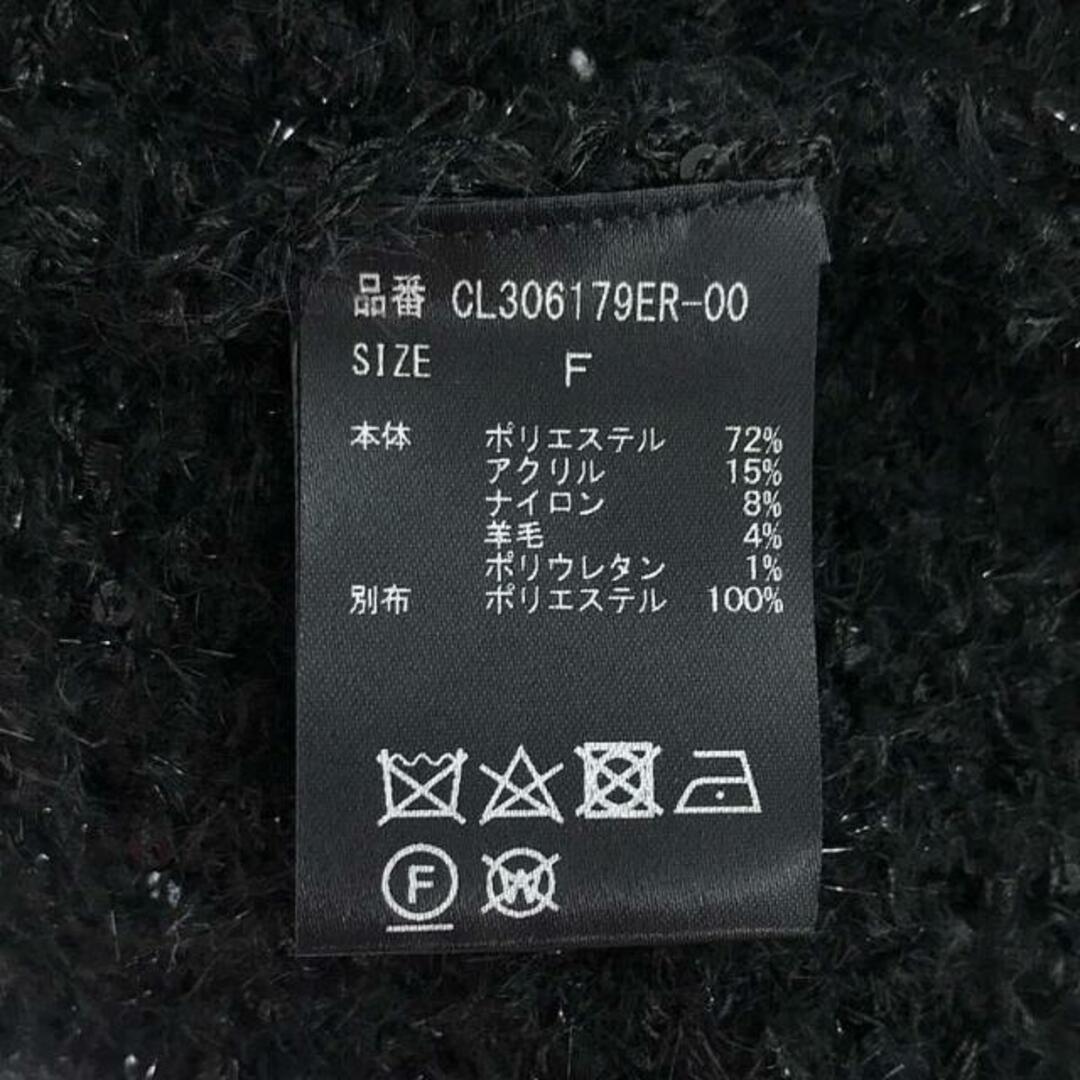 品番 CL306179ER-00
SIZE F
本体 ポリエステル 72%
アクリル 15%
ナイロン 8%
羊毛 4%
ポリウレタン 1%
別布 ポリエステル 100%
F W